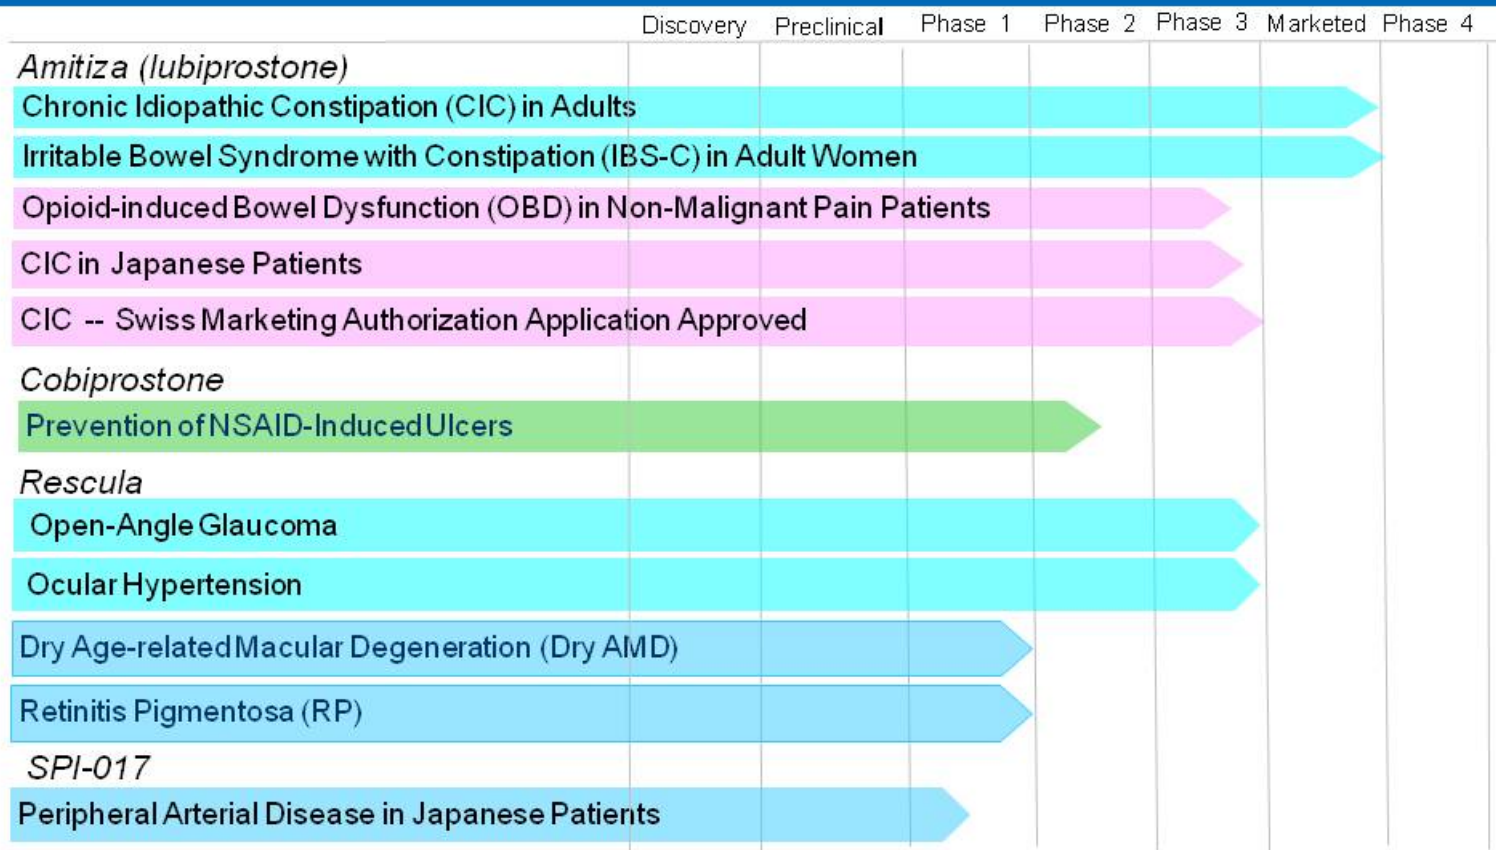 Discovery Preclinical Phase 1 Phase 2 Phase 3 Marketed Phase 4
Amitiza (lubiprostone)
Chronic Idiopathic Constipation (CIC) in Adults
Irritable Bowel Syndrome with Constipation (IBS-C) in Adult Women
Opioid-induced Bowel Dysfunction (OBD) in Non-Malignant Pain Patients
CIC in Japanese Patients
CIC -- Swiss Marketing Authorization Application Approved
Cobiprostone
Prevention of NSAID-Induced Ulcers
Rescula
Open-Angle Glaucoma
Ocular Hypertension
Dry Age-related Macular Degeneration (Dry AMD)
Retinitis Pigmentosa (RP)
SPI-017
Peripheral Arterial Disease in Japanese Patients